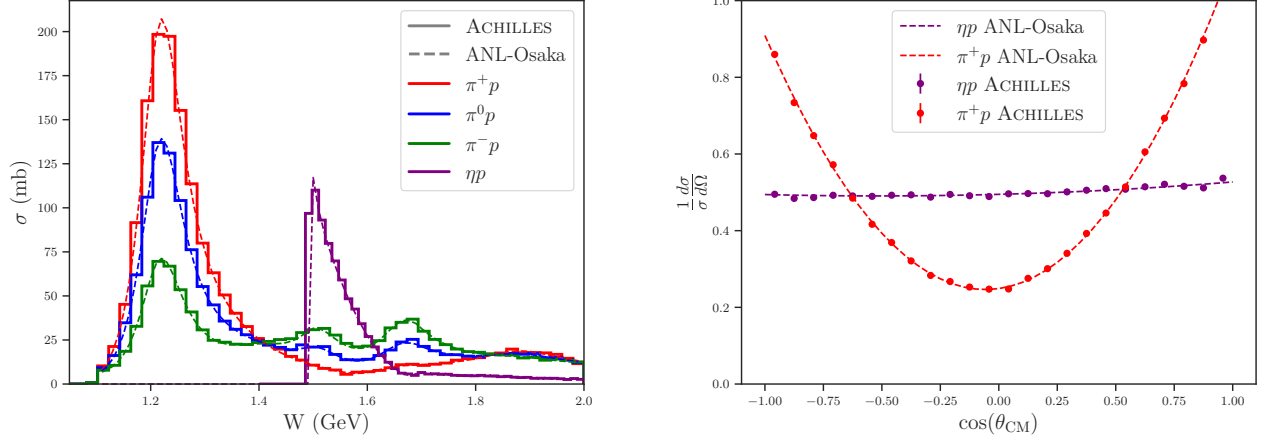 σ (mb)
200
175
150
125
100
75
50
25
0
1.2
1.4
1.6
1.8
2.0
W (GeV)
ACHILLES
ANL-Osaka
π⁺p
π⁰p
π⁻p
ηp
1/σ dσ/dΩ
1.0
0.8
0.6
0.4
0.2
0.0
−1.00
−0.75
−0.50
−0.25
0.00
0.25
0.50
0.75
1.00
cos(θ_CM)
ηp ANL-Osaka
π⁺p ANL-Osaka
ηp ACHILLES
π⁺p ACHILLES